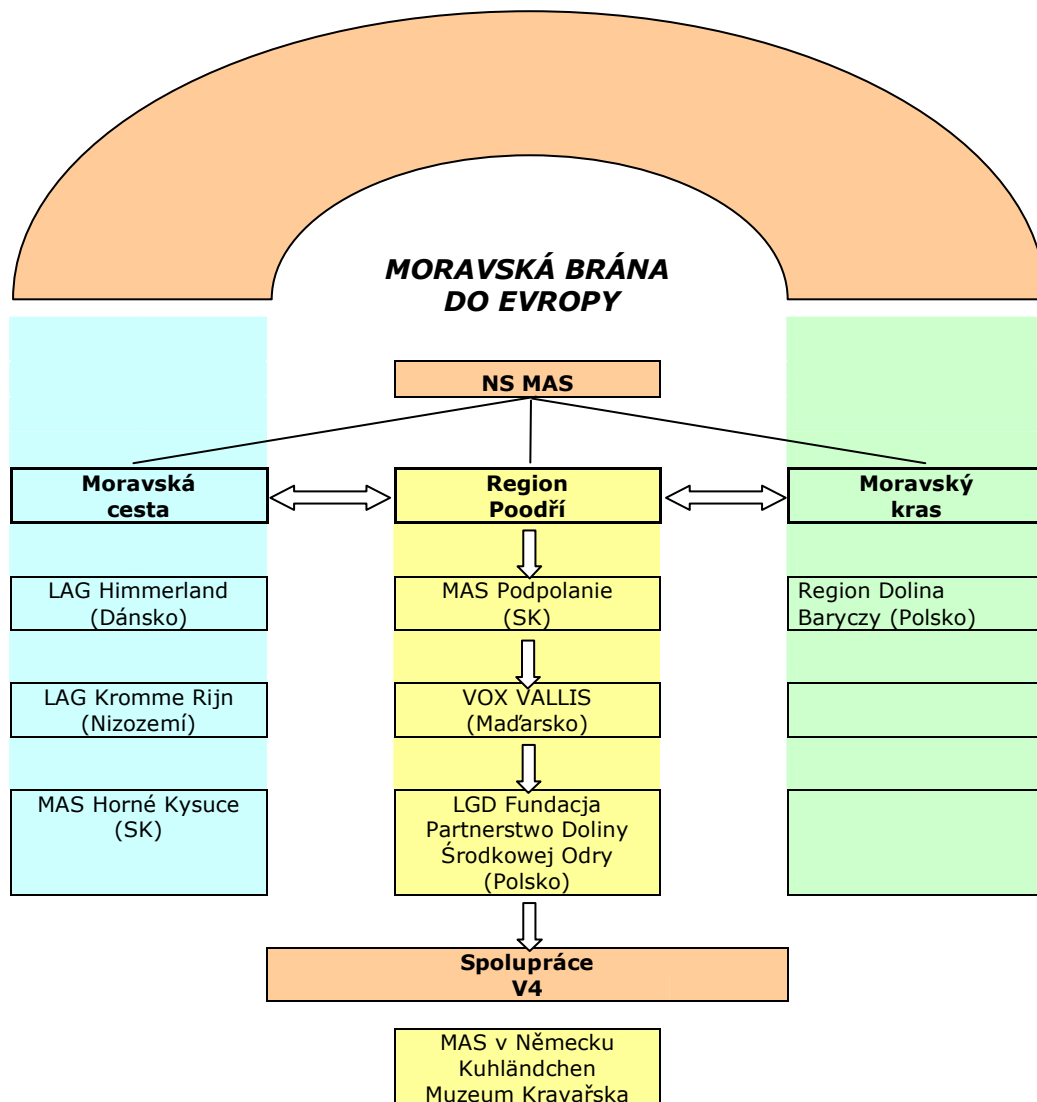 MORAVSKÁ BRÁNA
DO EVROPY
NS MAS
Moravská
cesta
Region
Poodří
Moravský
kras
LAG Himmerland
(Dánsko)
MAS Podpolanie
(SK)
Region Dolina
Baryczy (Polsko)
LAG Kromme Rijn
(Nizozemí)
VOX VALLIS
(Maďarsko)
MAS Horné Kysuce
(SK)
LGD Fundacja
Partnerstwo Doliny
Środkowej Odry
(Polsko)
Spolupráce
V4
MAS v Německu
Kuhländchen
Muzeum Kravařska